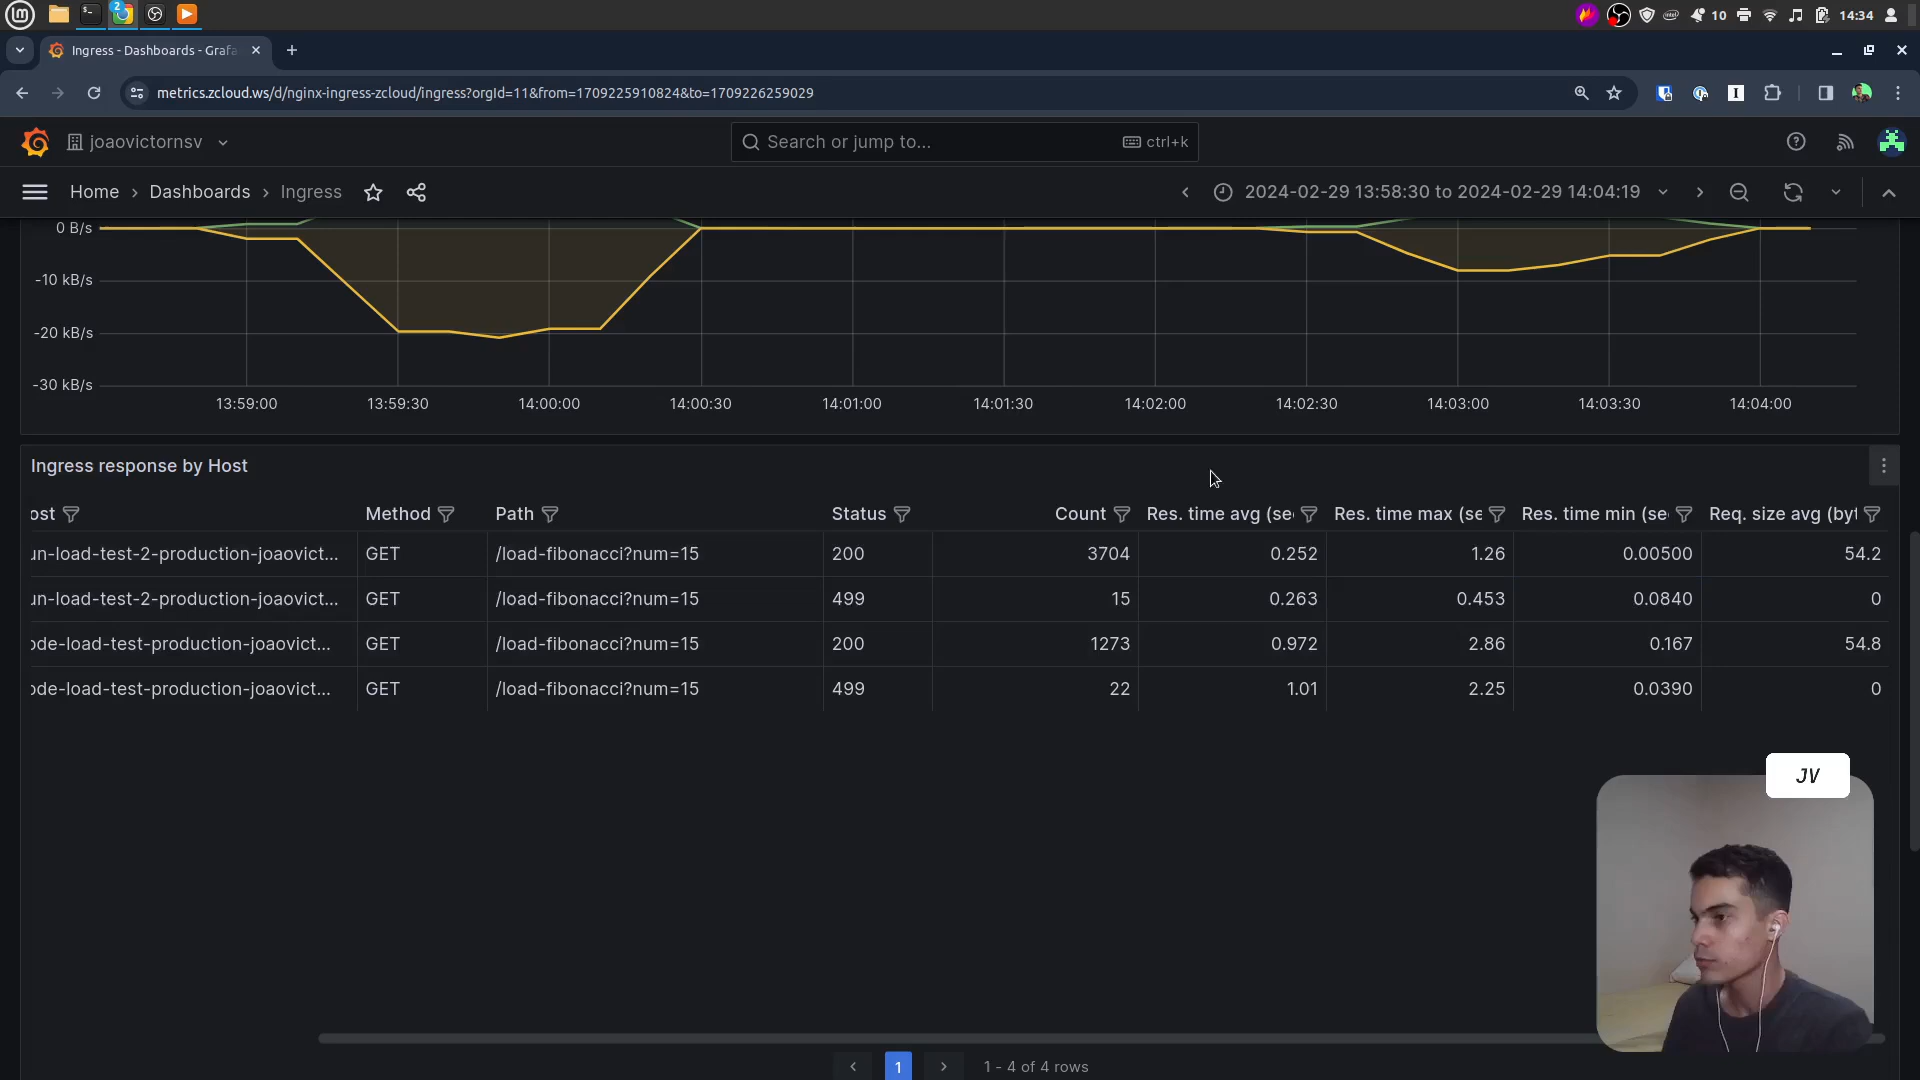 2
10
14:34
Ingress - Dashboards - Grafa
metrics.zcloud.ws/d/nginx-ingress-zcloud/ingress?orgId=11&from=1709225910824&to=1709226259029
joaovictornsv
Search or jump to...
ctrl+k
Home
Dashboards
Ingress
2024-02-29 13:58:30 to 2024-02-29 14:04:19
0 B/s
-10 kB/s
-20 kB/s
-30 kB/s
13:59:00 13:59:30 14:00:00 14:00:30 14:01:00 14:01:30 14:02:00 14:02:30 14:03:00 14:03:30 14:04:00
Ingress response by Host
ost Method Path Status Count Res. time avg (se Res. time max (se Res. time min (se Req. size avg (byt
un-load-test-2-production-joaovict... GET /load-fibonacci?num=15 200 3704 0.252 1.26 0.00500 54.2
un-load-test-2-production-joaovict... GET /load-fibonacci?num=15 499 15 0.263 0.453 0.0840 0
ode-load-test-production-joaovict... GET /load-fibonacci?num=15 200 1273 0.972 2.86 0.167 54.8
ode-load-test-production-joaovict... GET /load-fibonacci?num=15 499 22 1.01 2.25 0.0390 0
JV
1
1 - 4 of 4 rows